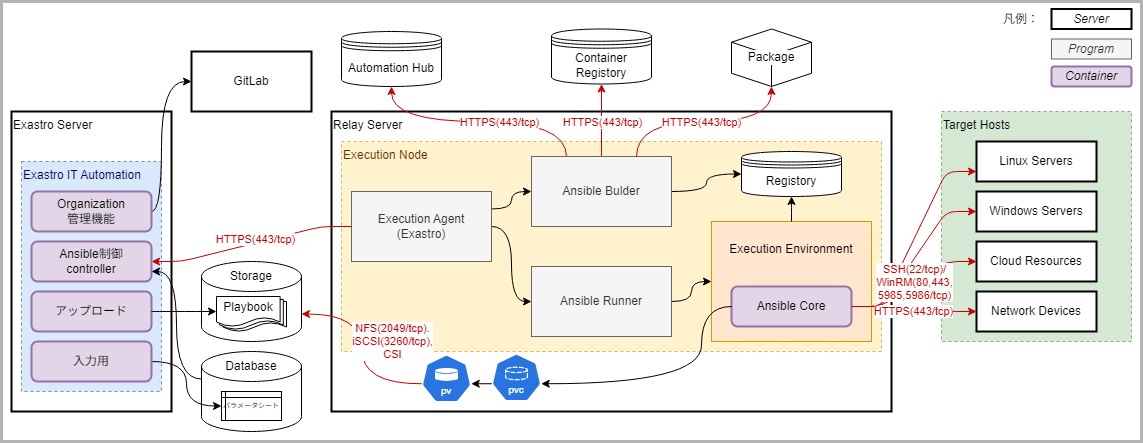 凡例：
Server
Program
Container
Automation Hub
Container
Registory
Package
GitLab
HTTPS(443/tcp)
HTTPS(443/tcp)
HTTPS(443/tcp)
Exastro Server
Exastro IT Automation
Organization
管理機能
Ansible制御
controller
アップロード
入力用
HTTPS(443/tcp)
Storage
Playbook
Database
パラメータシート
Relay Server
Execution Node
Execution Agent
(Exastro)
Ansible Bulder
Ansible Runner
Registory
Execution Environment
Ansible Core
NFS(2049/tcp).
iSCSI(3260/tcp),
CSI
pv
pvc
SSH(22/tcp)/
WinRM(80,443,
5985,5986/tcp)
HTTPS(443/tcp)
Target Hosts
Linux Servers
Windows Servers
Cloud Resources
Network Devices